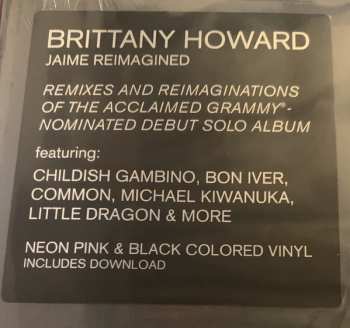 BRITTANY HOWARD
JAIME REIMAGINED
REMIXES AND REIMAGINATIONS
OF THE ACCLAIMED GRAMMY®-
NOMINATED DEBUT SOLO ALBUM
featuring:
CHILDISH GAMBINO, BON IVER,
COMMON, MICHAEL KIWANUKA,
LITTLE DRAGON & MORE
NEON PINK & BLACK COLORED VINYL
INCLUDES DOWNLOAD